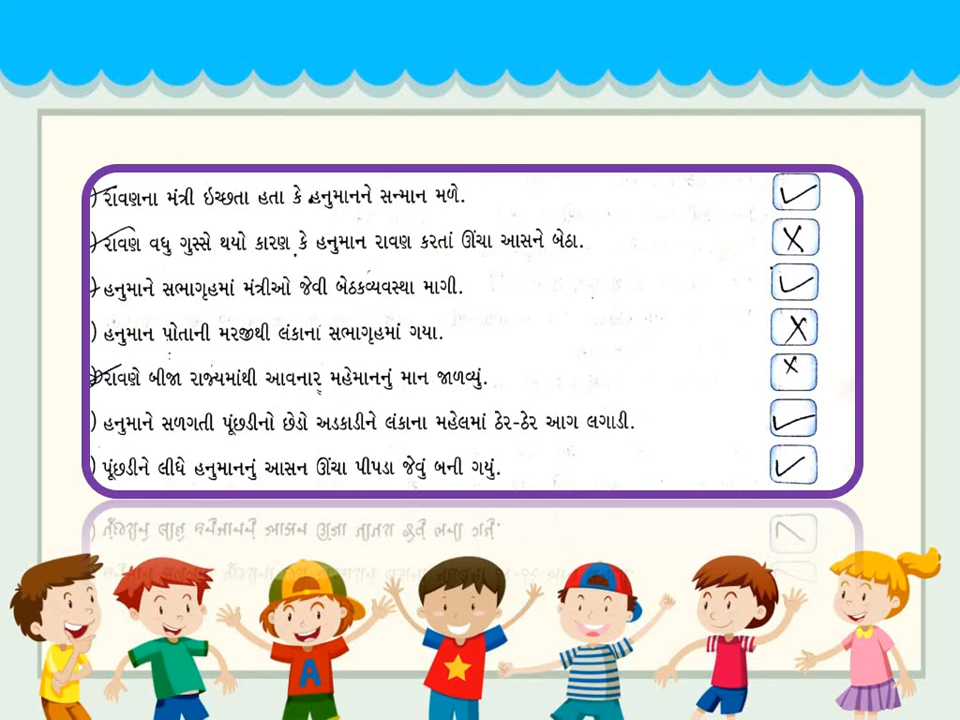 ) રાવણના મંત્રી ઇચ્છતા હતા કે હનુમાનને સન્માન મળે. ✓
) રાવણ વધુ ગુસ્સે થયો કારણ કે હનુમાન રાવણ કરતાં ઊંચા આસને બેઠા. X
) હનુમાને સભાગૃહમાં મંત્રીઓ જેવી બેઠકવ્યવસ્થા માગી. ✓
) હનુમાન પોતાની મરજીથી લંકાના સભાગૃહમાં ગયા. X
) રાવણે બીજા રાજ્યમાંથી આવનાર મહેમાનનું માન જાળવ્યું. X
) હનુમાને સળગતી પૂંછડીનો છેડો અડકાડીને લંકાના મહેલમાં ઠેર-ઠેર આગ લગાડી. ✓
) પૂંછડીને લીધે હનુમાનનું આસન ઊંચા પીપડા જેવું બની ગયું. ✓
A